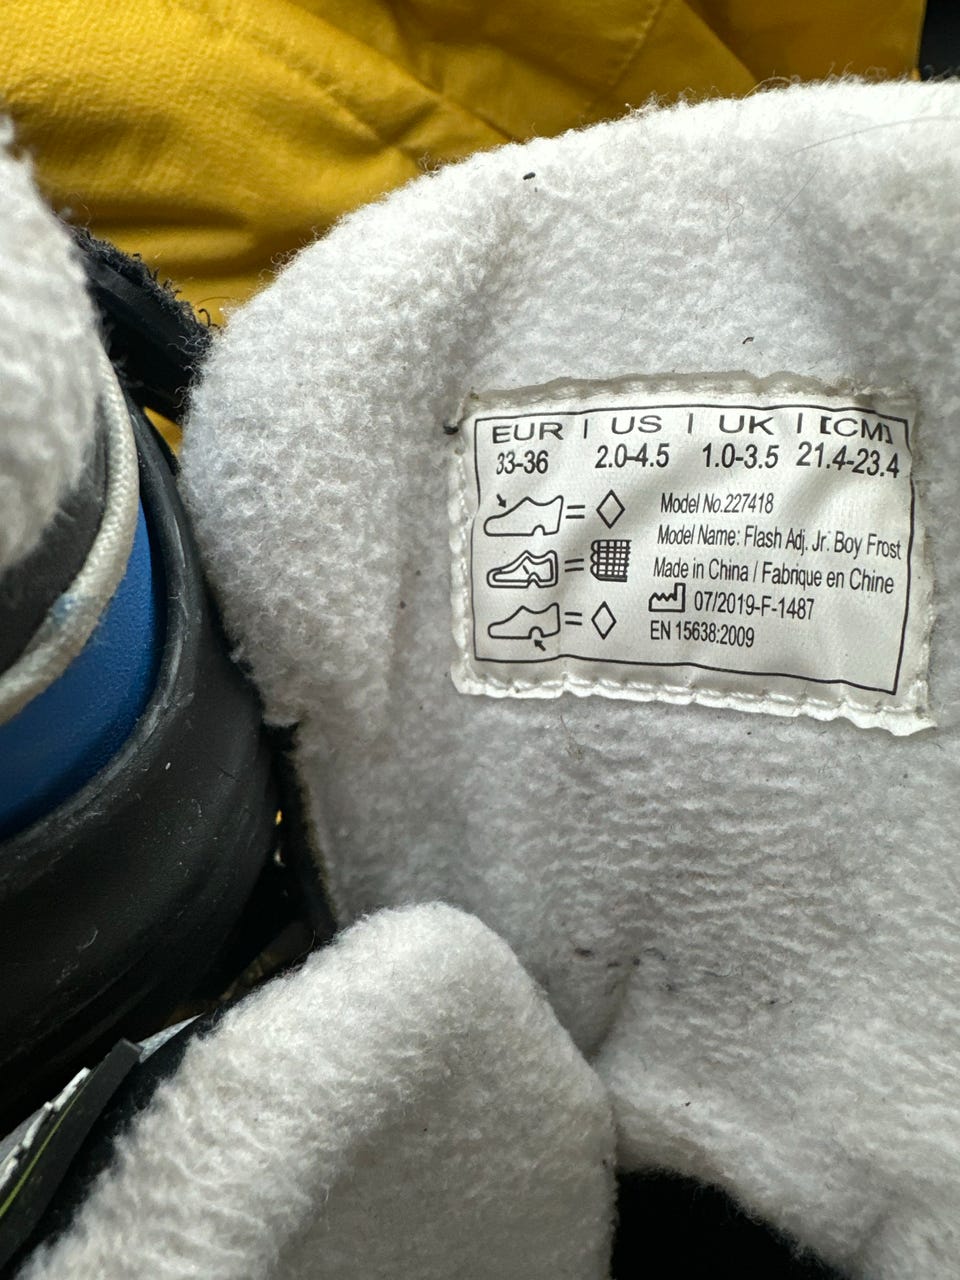 EUR | US | UK | [CM]
33-36 2.0-4.5 1.0-3.5 21.4-23.4
Model No.227418
Model Name: Flash Adj. Jr. Boy Frost
Made in China / Fabrique en Chine
07/2019-F-1487
EN 15638:2009